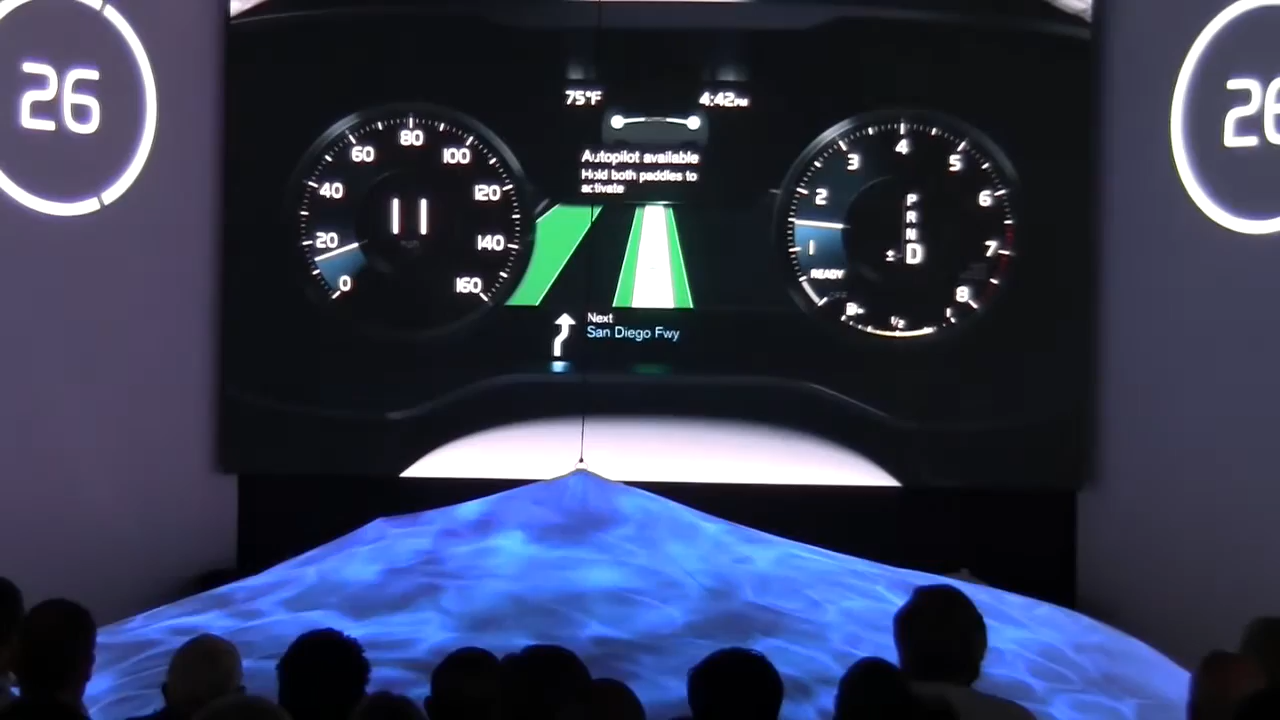 26
26
75°F
4:42PM
Autopilot available
Hold both paddles to
activate
0
20
40
60
80
100
120
140
160
11
Next
San Diego Fwy
1
2
3
4
5
6
7
8
P
R
N
± D
READY
1/2